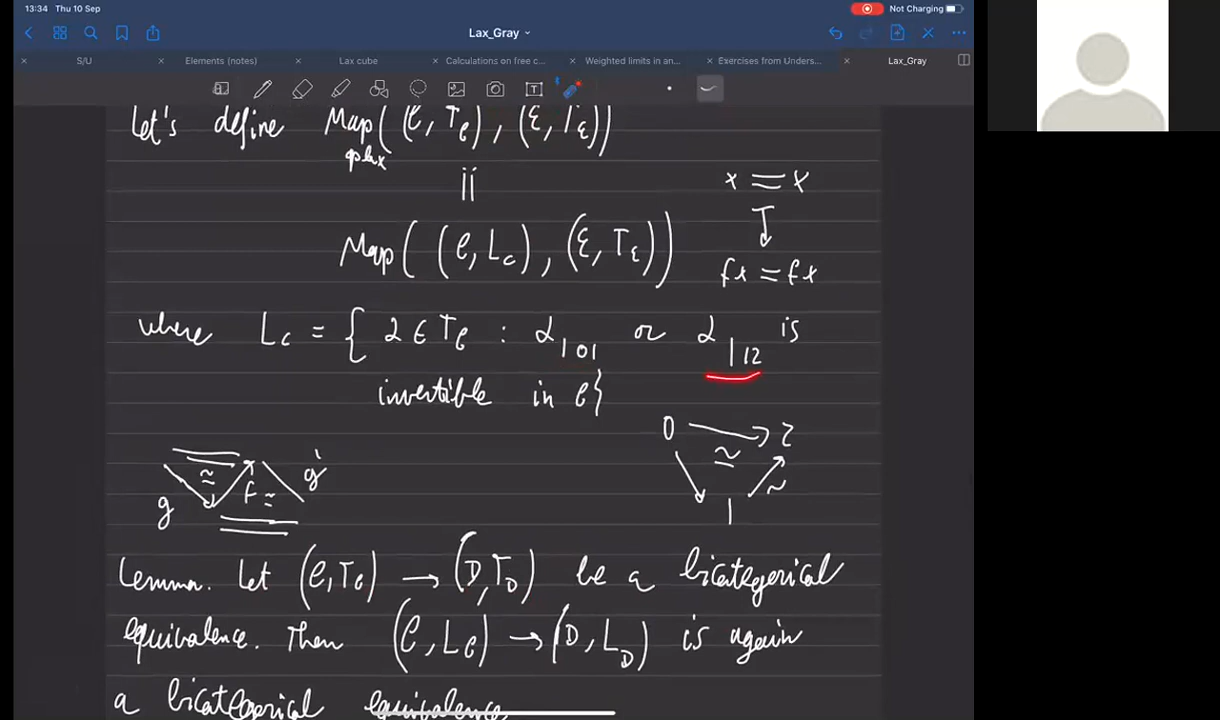 13:34 Thu 10 Sep
Not Charging
Lax_Gray
S/U
Elements (notes)
Lax cube
Calculations on free c...
Weighted limits in an...
Exercises from Unders...
Lax_Gray
Let's define Map ( (C, T_C), (E, T_E))
oplax
||
x = x
Map ( (C, L_C), (E, T_E))
fx = fx
where L_C = { α ∈ T_C : α_|01 or α_|12 is
invertible in C}
0 → 2
≃
g ≃ f ≃ g'
~
1
Lemma. Let (C, T_C) → (D, T_D) be a bicategorical
equivalence. Then (C, L_C) → (D, L_D) is again
a bicategorical equivalence